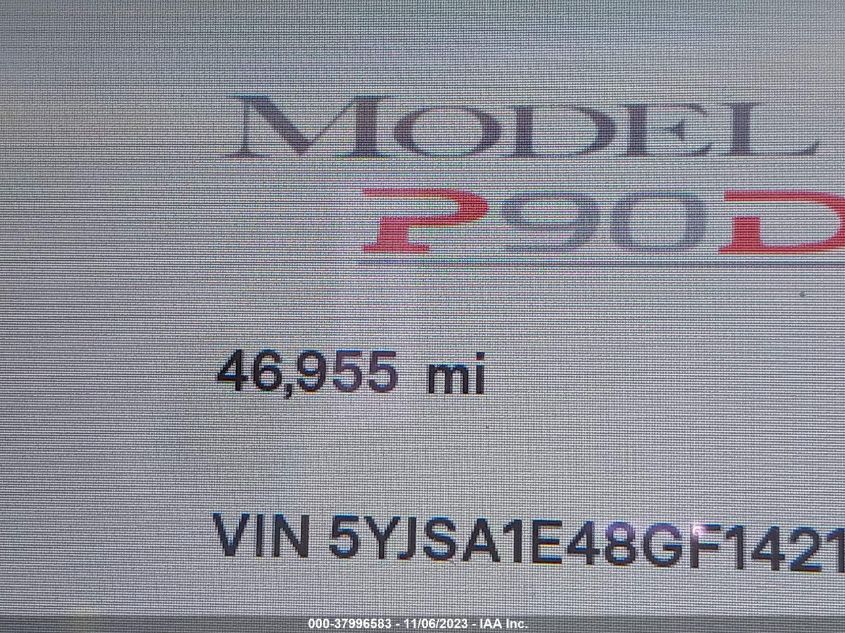 MODEL
P90D
46,955 mi
VIN 5YJSA1E48GF1421
000-37996583 - 11/06/2023 - IAA Inc.